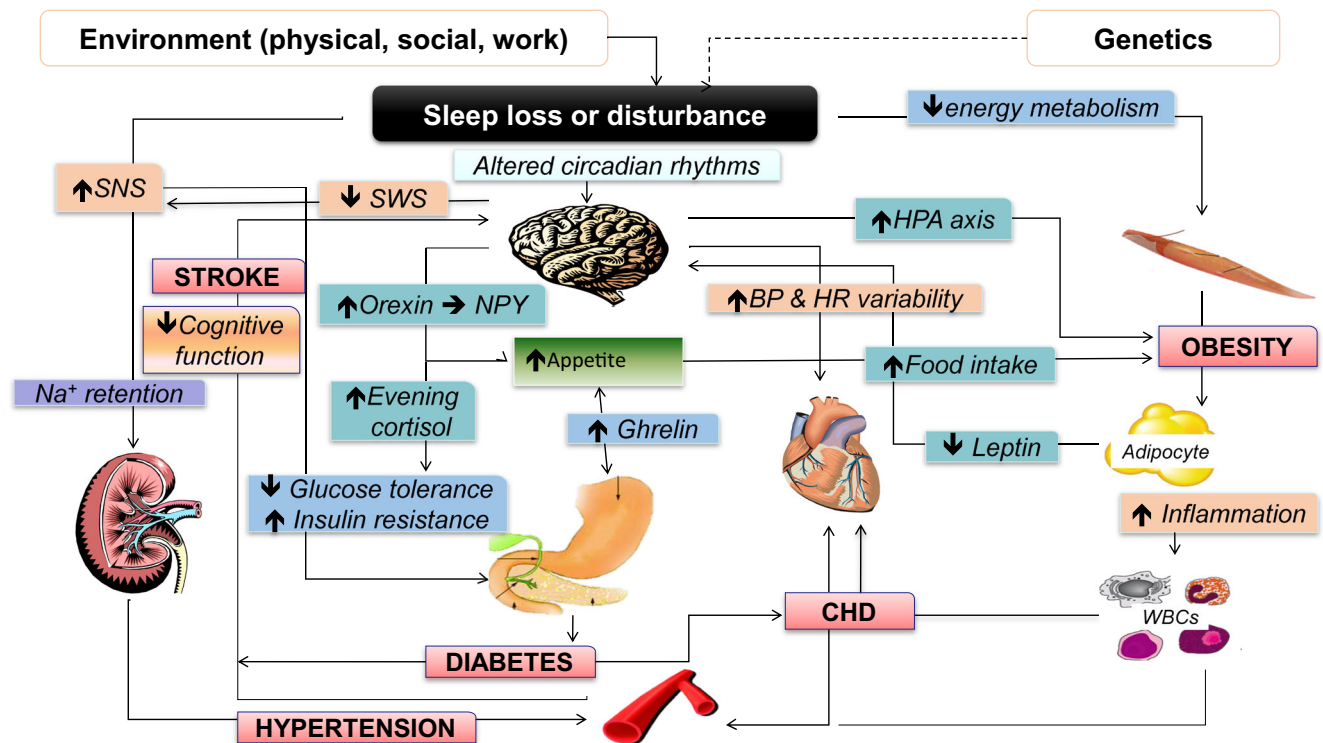 Environment (physical, social, work)
Genetics
Sleep loss or disturbance
🡇energy metabolism
Altered circadian rhythms
🡅SNS
🡇 SWS
🡅HPA axis
STROKE
🡅Orexin ➔ NPY
🡅BP & HR variability
🡇Cognitive
function
🡅Appetite
🡅Food intake
OBESITY
Na⁺ retention
🡅Evening
cortisol
🡅 Ghrelin
🡇 Leptin
Adipocyte
🡇 Glucose tolerance
🡅 Insulin resistance
🡅 Inflammation
CHD
WBCs
DIABETES
HYPERTENSION